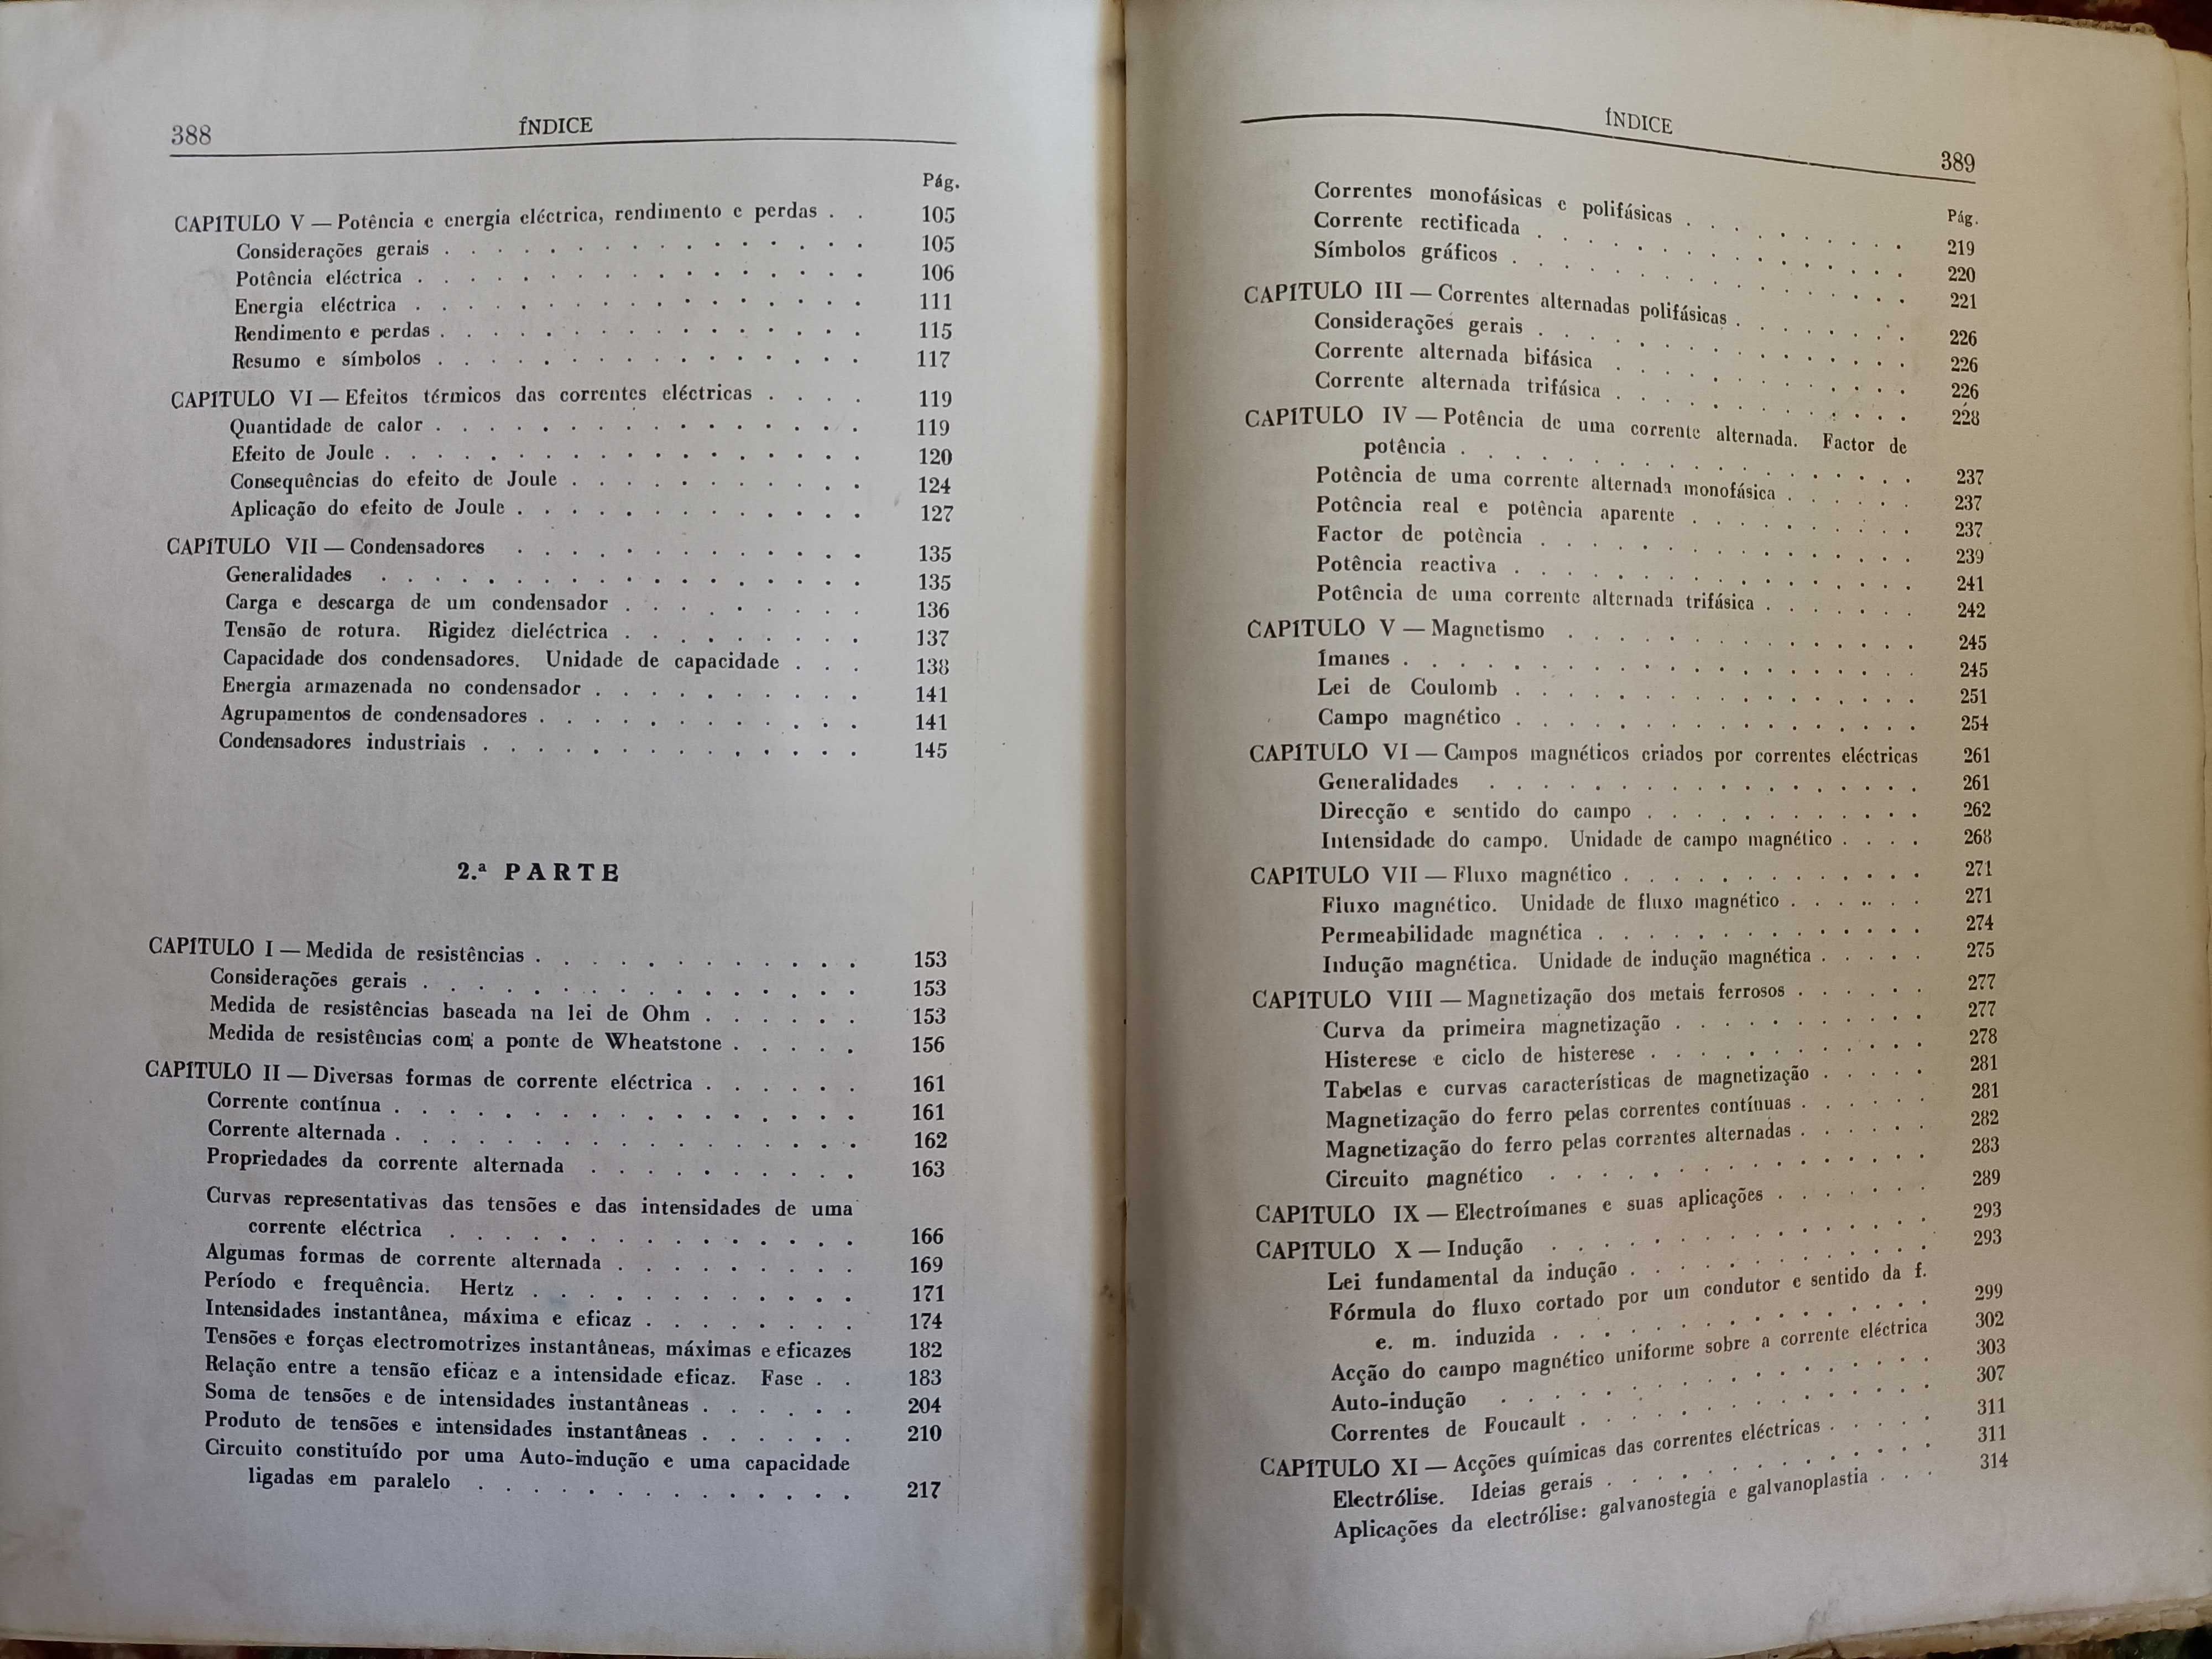 388
ÍNDICE
Pág.
CAPÍTULO V — Potência e energia eléctrica, rendimento e perdas . . 105
Considerações gerais . . . . . . . . . . . . . . . . 105
Potência eléctrica . . . . . . . . . . . . . . . . . 106
Energia eléctrica . . . . . . . . . . . . . . . . . 111
Rendimento e perdas . . . . . . . . . . . . . . . . 115
Resumo e símbolos . . . . . . . . . . . . . . . . 117
CAPÍTULO VI — Efeitos térmicos das correntes eléctricas . . . . 119
Quantidade de calor . . . . . . . . . . . . . . . . 119
Efeito de Joule . . . . . . . . . . . . . . . . . . 120
Consequências do efeito de Joule . . . . . . . . . . . 124
Aplicação do efeito de Joule . . . . . . . . . . . . . 127
CAPÍTULO VII — Condensadores . . . . . . . . . . . . . 135
Generalidades . . . . . . . . . . . . . . . . . . 135
Carga e descarga de um condensador . . . . . . . . . 136
Tensão de rotura. Rigidez dieléctrica . . . . . . . . . 137
Capacidade dos condensadores. Unidade de capacidade . . . 138
Energia armazenada no condensador . . . . . . . . . . 141
Agrupamentos de condensadores . . . . . . . . . . . . 141
Condensadores industriais . . . . . . . . . . . . . . 145
2.ª PARTE
CAPÍTULO I — Medida de resistências . . . . . . . . . . . . 153
Considerações gerais . . . . . . . . . . . . . . . . 153
Medida de resistências baseada na lei de Ohm . . . . . . 153
Medida de resistências com a ponte de Wheatstone . . . . . 156
CAPÍTULO II — Diversas formas de corrente eléctrica . . . . . . 161
Corrente contínua . . . . . . . . . . . . . . . . . 161
Corrente alternada . . . . . . . . . . . . . . . . . 162
Propriedades da corrente alternada . . . . . . . . . . 163
Curvas representativas das tensões e das intensidades de uma
corrente eléctrica . . . . . . . . . . . . . . . 166
Algumas formas de corrente alternada . . . . . . . . . 169
Período e frequência. Hertz . . . . . . . . . . . . 171
Intensidades instantânea, máxima e eficaz . . . . . . . . 174
Tensões e forças electromotrizes instantâneas, máximas e eficazes 182
Relação entre a tensão eficaz e a intensidade eficaz. Fase . . 183
Soma de tensões e de intensidades instantâneas . . . . . . 204
Produto de tensões e intensidades instantâneas . . . . . . 210
Circuito constituído por uma Auto-indução e uma capacidade
ligadas em paralelo . . . . . . . . . . . . . . 217
ÍNDICE
389
Pág.
Correntes monofásicas e polifásicas . . . . . . . . . 219
Corrente rectificada . . . . . . . . . . . . . . 220
Símbolos gráficos . . . . . . . . . . . . . . . 221
CAPÍTULO III — Correntes alternadas polifásicas . . . . . . . 226
Considerações gerais . . . . . . . . . . . . . . 226
Corrente alternada bifásica . . . . . . . . . . . . 226
Corrente alternada trifásica . . . . . . . . . . . . 228
CAPÍTULO IV — Potência de uma corrente alternada. Factor de
potência . . . . . . . . . . . . . . . . . 237
Potência de uma corrente alternada monofásica . . . . . 237
Potência real e potência aparente . . . . . . . . . 237
Factor de potência . . . . . . . . . . . . . . . 239
Potência reactiva . . . . . . . . . . . . . . . . 241
Potência de uma corrente alternada trifásica . . . . . . 242
CAPÍTULO V — Magnetismo . . . . . . . . . . . . . . 245
Ímanes . . . . . . . . . . . . . . . . . . . . 245
Lei de Coulomb . . . . . . . . . . . . . . . . 251
Campo magnético . . . . . . . . . . . . . . . . 254
CAPÍTULO VI — Campos magnéticos criados por correntes eléctricas 261
Generalidades . . . . . . . . . . . . . . . . . 261
Direcção e sentido do campo . . . . . . . . . . . 262
Intensidade do campo. Unidade de campo magnético . . . . 268
CAPÍTULO VII — Fluxo magnético . . . . . . . . . . . . 271
Fluxo magnético. Unidade de fluxo magnético . . . . . . 271
Permeabilidade magnética . . . . . . . . . . . . . 274
Indução magnética. Unidade de indução magnética . . . . . 275
CAPÍTULO VIII — Magnetização dos metais ferrosos . . . . . . 277
Curva da primeira magnetização . . . . . . . . . . 277
Histerese e ciclo de histerese . . . . . . . . . . . 278
Tabelas e curvas características de magnetização . . . . . 281
Magnetização do ferro pelas correntes contínuas . . . . . . 281
Magnetização do ferro pelas correntes alternadas . . . . . . 282
Circuito magnético . . . . . . . . . . . . . . . 283
CAPÍTULO IX — Electroímanes e suas aplicações . . . . . . 289
CAPÍTULO X — Indução . . . . . . . . . . . . . . . 293
Lei fundamental da indução . . . . . . . . . . . . 293
Fórmula do fluxo cortado por um condutor e sentido da f.
e. m. induzida . . . . . . . . . . . . . . . 299
Acção do campo magnético uniforme sobre a corrente eléctrica 302
Auto-indução . . . . . . . . . . . . . . . . . 303
Correntes de Foucault . . . . . . . . . . . . . . 307
CAPÍTULO XI — Acções químicas das correntes eléctricas . . . . . 311
Electrólise. Ideias gerais . . . . . . . . . . . . . 311
Aplicações da electrólise: galvanostegia e galvanoplastia . . . 314